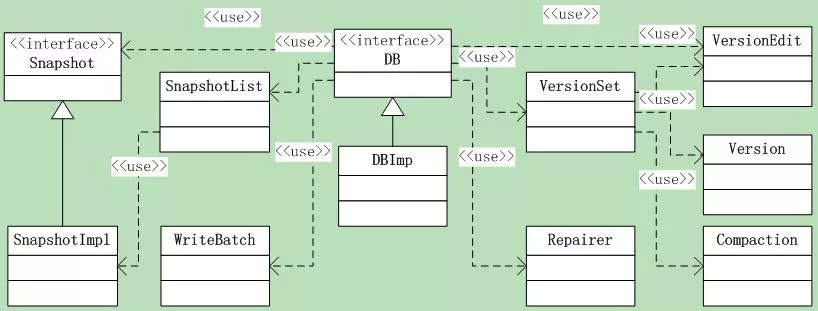 <<use>>
<<use>>
<<interface>>
Snapshot
<<use>>
<<interface>>
DB
<<use>>
VersionEdit
<<use>>
SnapshotList
VersionSet
<<use>>
<<use>>
<<use>>
DBImp
<<use>>
Version
<<use>>
SnapshotImpl
WriteBatch
Repairer
Compaction